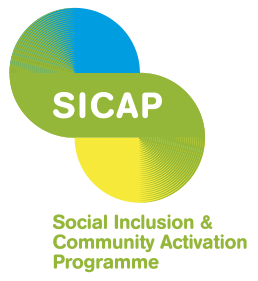 SICAP
Social Inclusion &
Community Activation
Programme